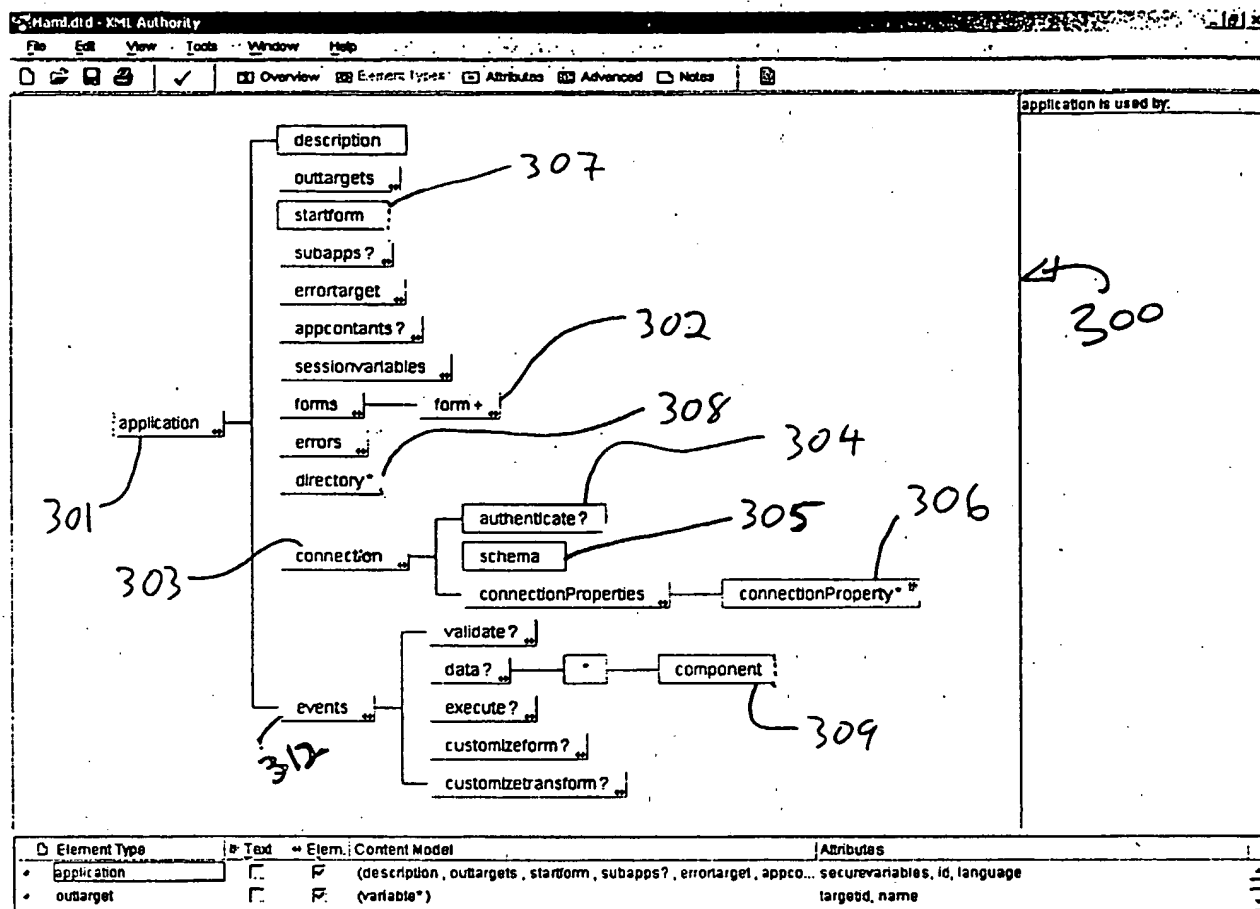 Haml.dtd - XML Authority
File Edit View Tools Window Help
Overview Element Types Attributes Advanced Notes
application is used by:
description
outtargets
307
startform
subapps?
errortarget
300
appcontants?
302
sessionvariables
forms form+
308
application
errors
304
directory*
301
authenticate?
305
306
connection
schema
303
connectionProperties connectionProperty*
validate?
data? * component
events
execute?
309
312
customizeform?
customizetransform?
Element Type Text Elem. Content Model Attributes
application (description, outtargets, startform, subapps?, errortarget, appco... securevariables, id, language
outtarget (variable*) targetid, name